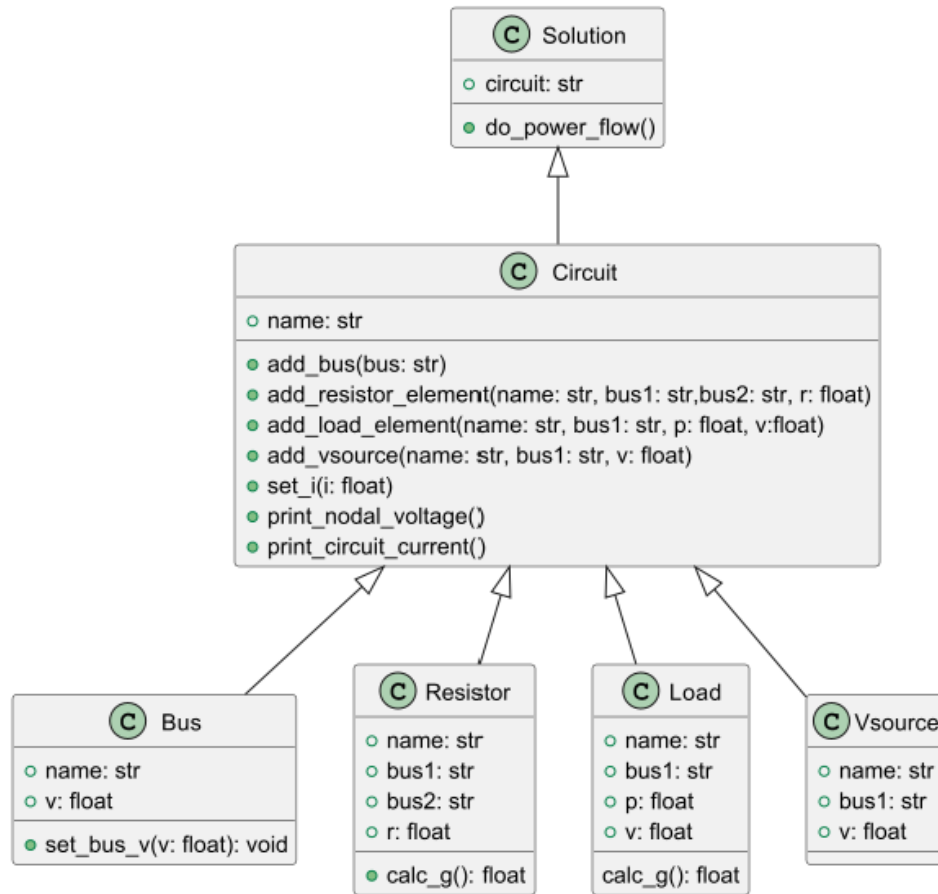 C Solution
circuit: str
do_power_flow()
C Circuit
name: str
add_bus(bus: str)
add_resistor_element(name: str, bus1: str,bus2: str, r: float)
add_load_element(name: str, bus1: str, p: float, v:float)
add_vsource(name: str, bus1: str, v: float)
set_i(i: float)
print_nodal_voltage()
print_circuit_current()
C Bus
name: str
v: float
set_bus_v(v: float): void
C Resistor
name: str
bus1: str
bus2: str
r: float
calc_g(): float
C Load
name: str
bus1: str
p: float
v: float
calc_g(): float
C Vsource
name: str
bus1: str
v: float